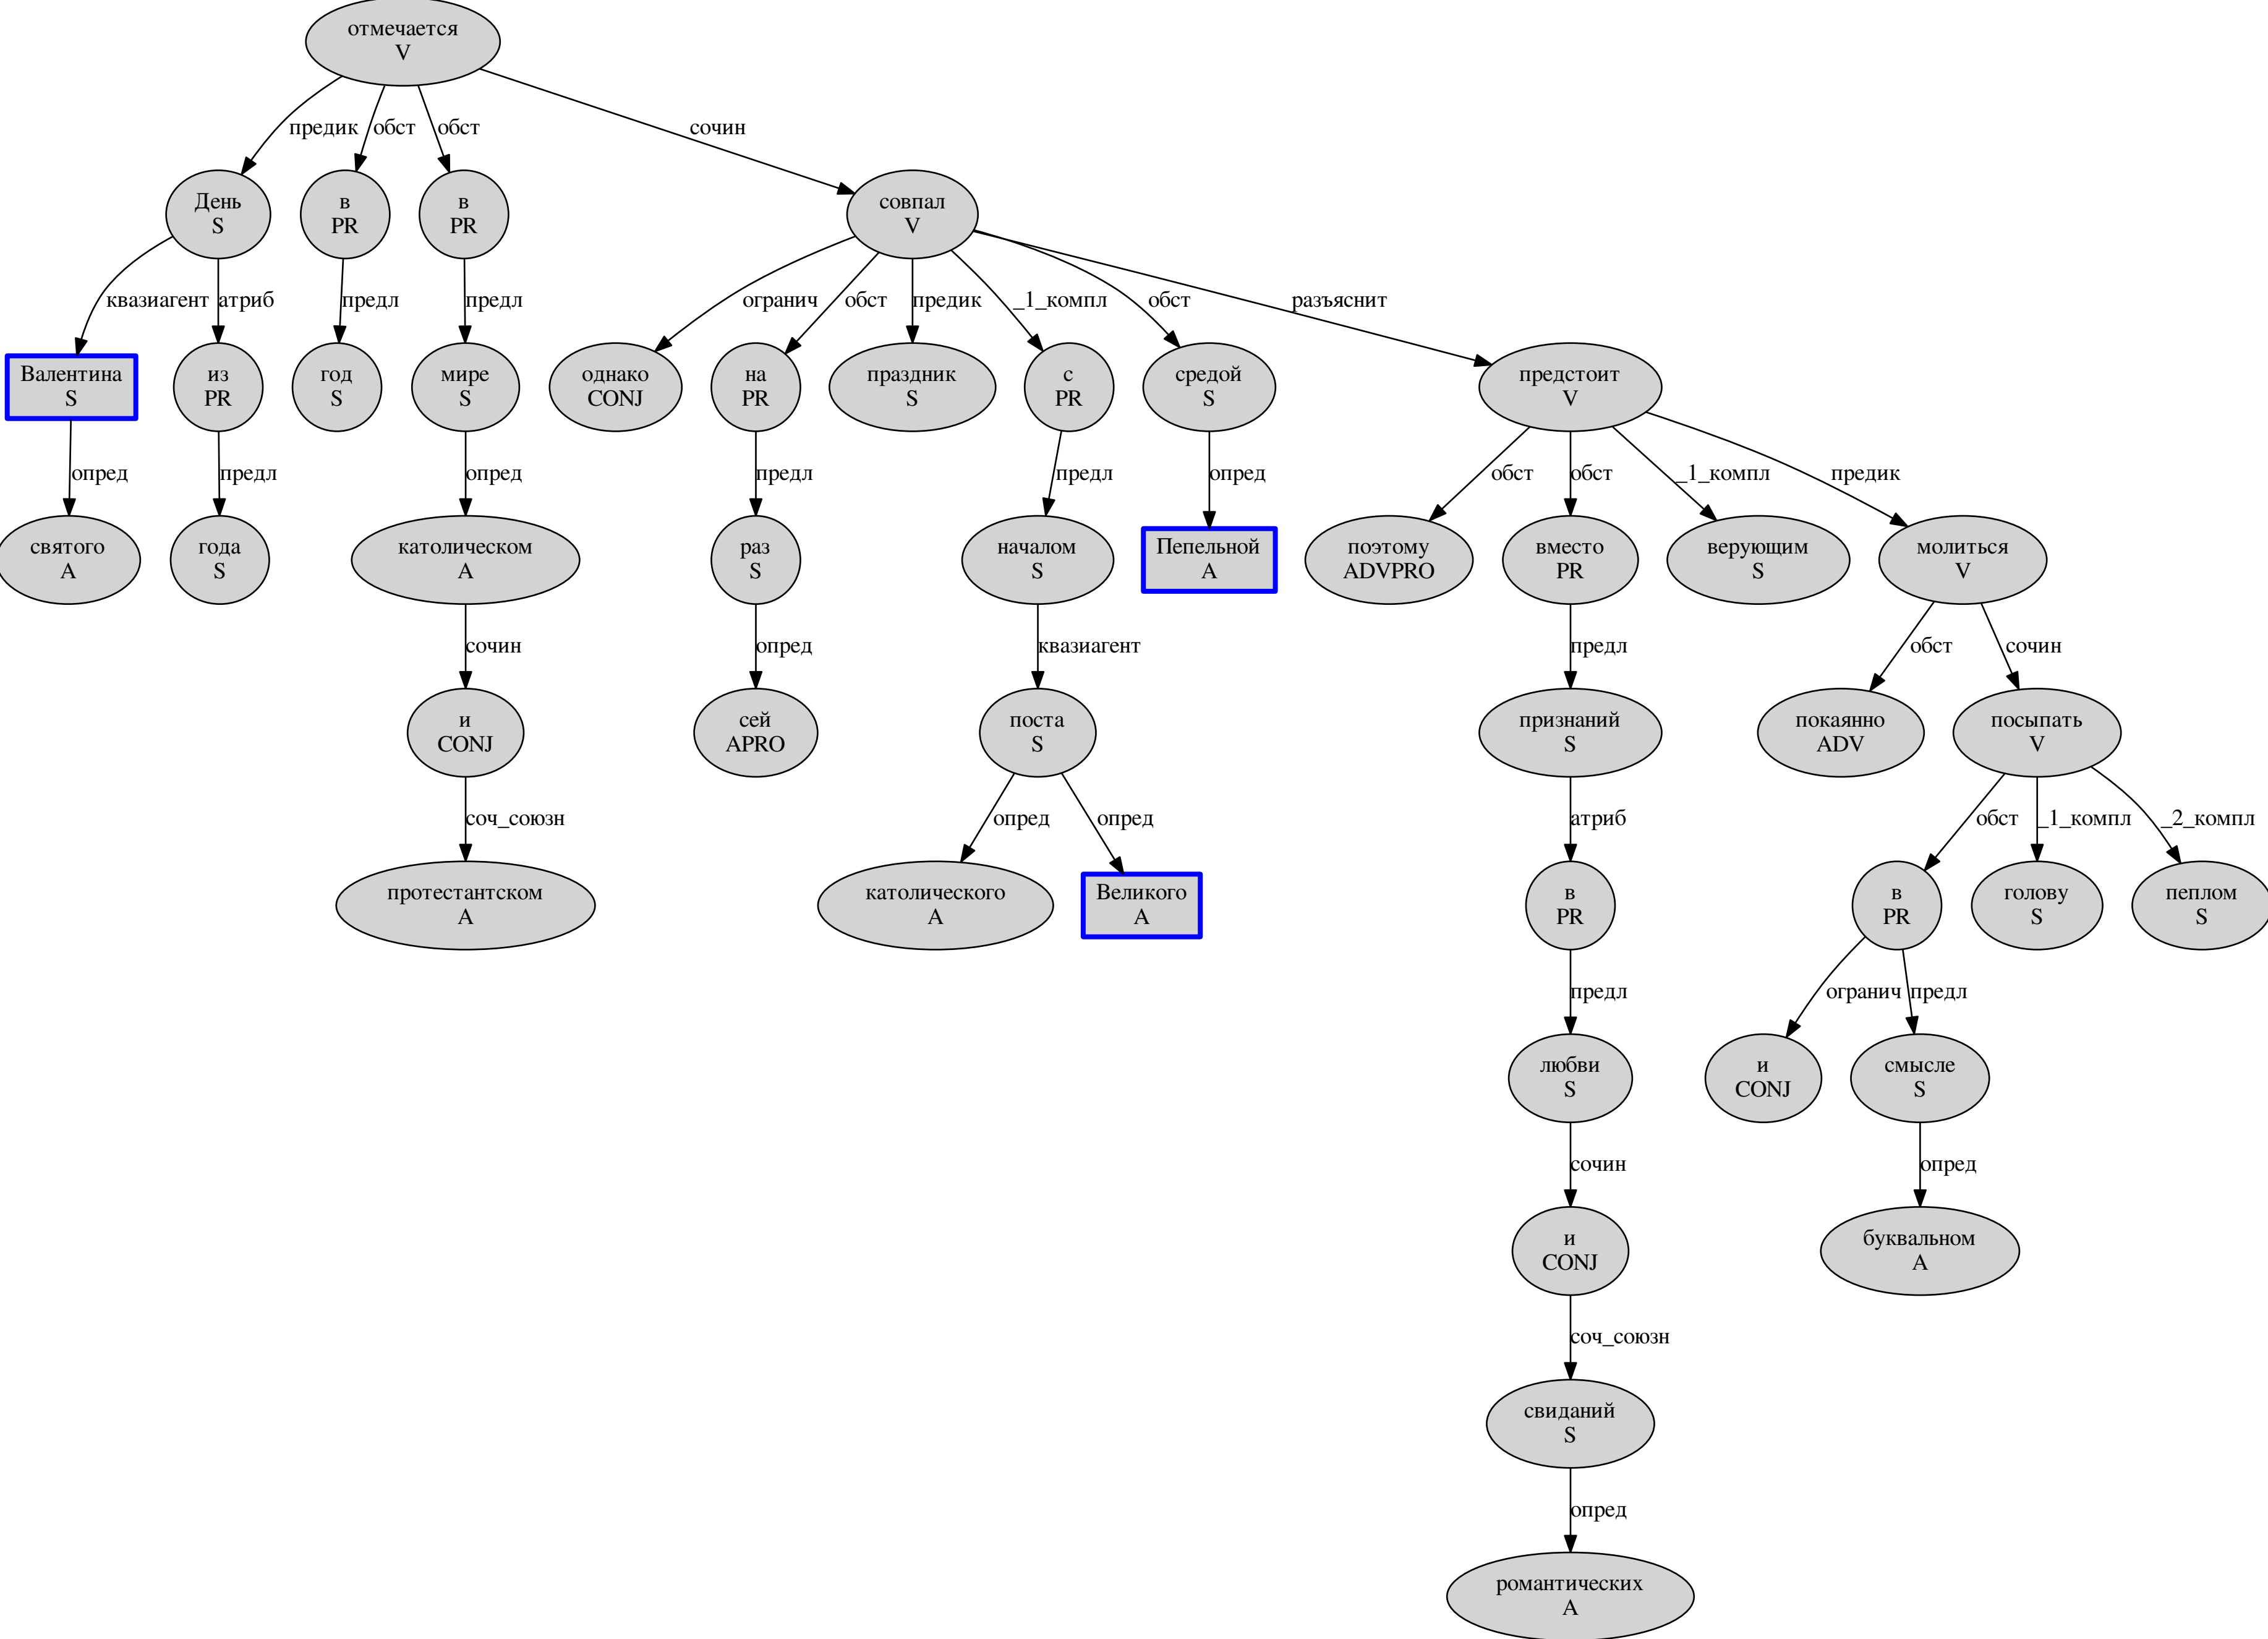 отмечается
V
предик
обст
обст
сочин
День
S
в
PR
в
PR
совпал
V
квазиагент
атриб
предл
предл
огранич
обст
предик
_1_компл
обст
разъяснит
Валентина
S
из
PR
год
S
мире
S
однако
CONJ
на
PR
праздник
S
с
PR
средой
S
предстоит
V
опред
предл
опред
предл
предл
опред
обст
обст
_1_компл
предик
святого
A
года
S
католическом
A
раз
S
началом
S
Пепельной
A
поэтому
ADVPRO
вместо
PR
верующим
S
молиться
V
сочин
опред
квазиагент
предл
обст
сочин
и
CONJ
сей
APRO
поста
S
признаний
S
покаянно
ADV
посыпать
V
соч_союзн
опред
опред
атриб
обст
_1_компл
_2_компл
протестантском
A
католического
A
Великого
A
в
PR
в
PR
голову
S
пеплом
S
предл
огранич
предл
любви
S
и
CONJ
смысле
S
сочин
опред
и
CONJ
буквальном
A
соч_союзн
свиданий
S
опред
романтических
A